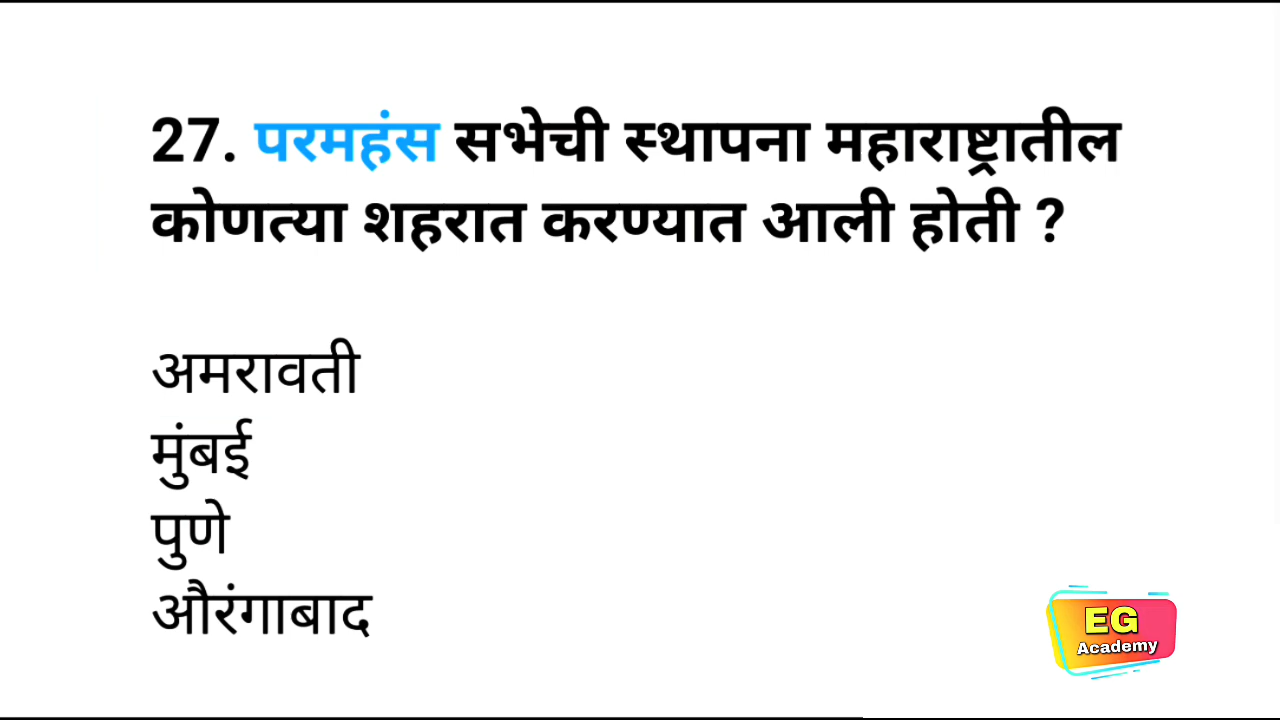 27. परमहंस सभेची स्थापना महाराष्ट्रातील
कोणत्या शहरात करण्यात आली होती ?
अमरावती
मुंबई
पुणे
औरंगाबाद
EG
Academy